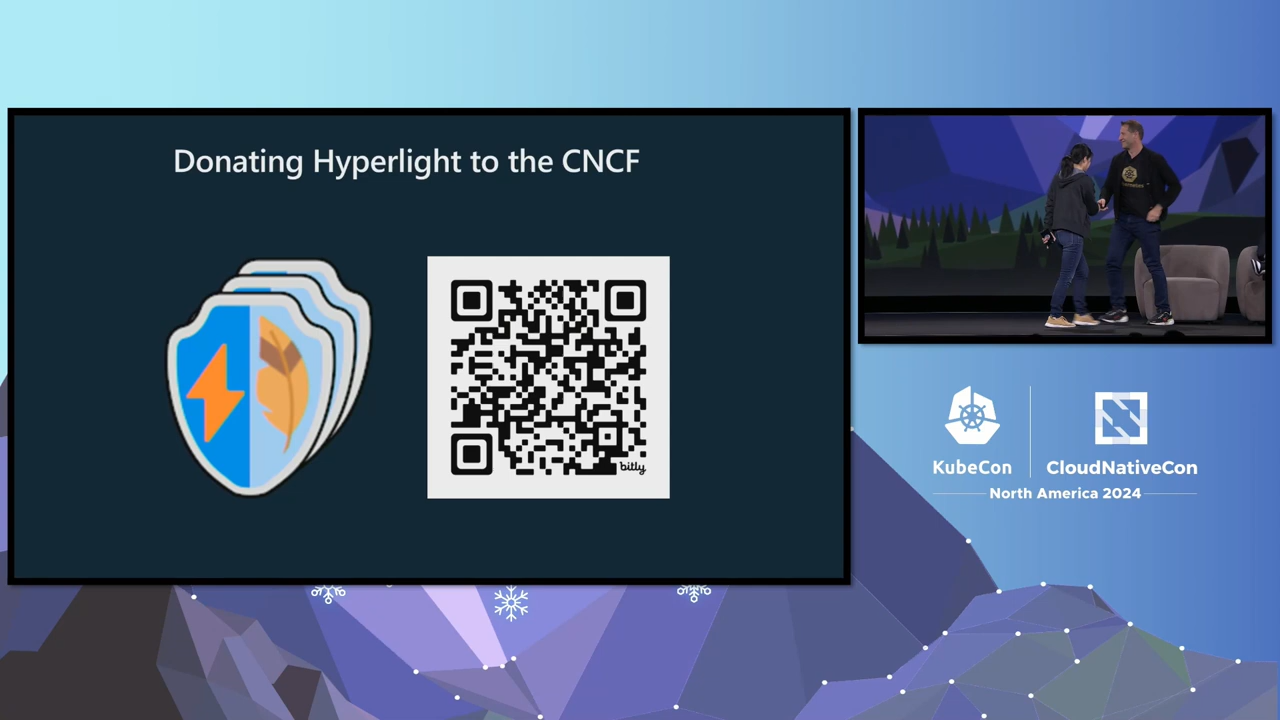 Donating Hyperlight to the CNCF
bitly
KubeCon
CloudNativeCon
North America 2024